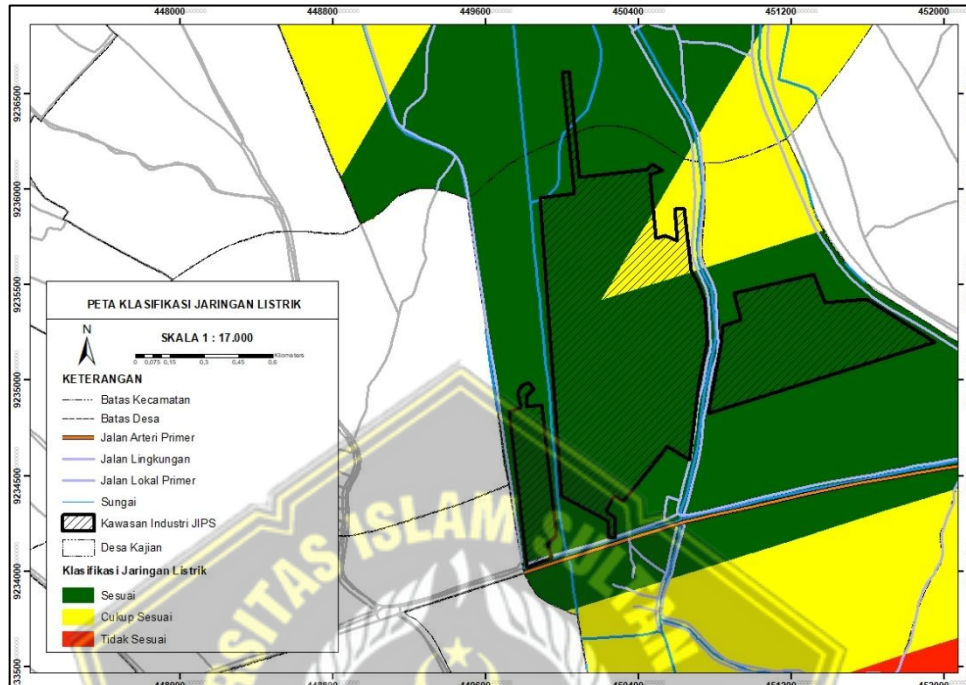 448000 448800 449600 450400 451200 452000
9236500
9236000
9235500
9235000
9234500
9234000
PETA KLASIFIKASI JARINGAN LISTRIK
N
SKALA 1 : 17.000
Kilometers
0 0,075 0,15 0,3 0,45 0,6
KETERANGAN
Batas Kecamatan
Batas Desa
Jalan Arteri Primer
Jalan Lingkungan
Jalan Lokal Primer
Sungai
Kawasan Industri JIPS
Desa Kajian
Klasifikasi Jaringan Listrik
Sesuai
Cukup Sesuai
Tidak Sesuai
448000 448800 449600 450400 451200 452000
SITAS ISLAM SUL